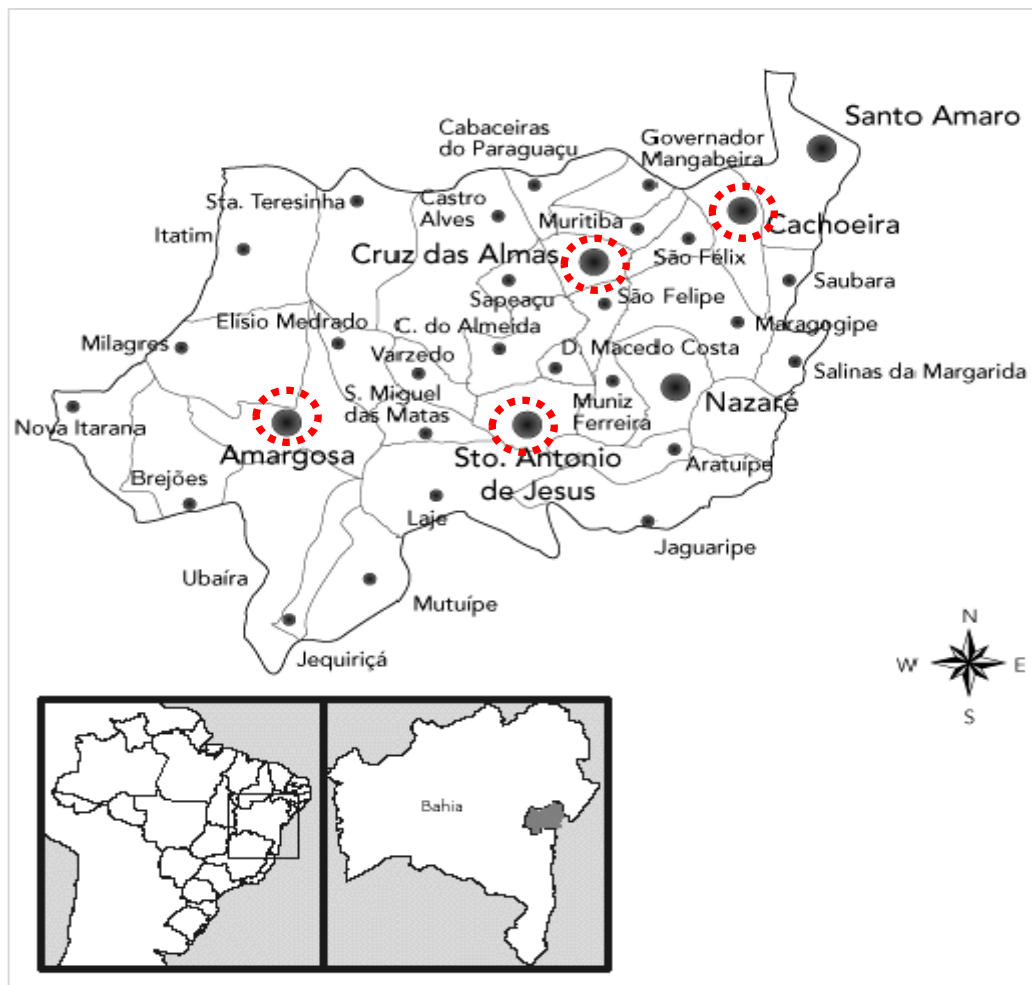 Santo Amaro
Cabaceiras
do Paraguaçu
Governador
Mangabeira
Sta. Teresinha
Castro
Alves
Muritiba
Cachoeira
Itatim
Cruz das Almas
São Félix
Sapeaçu
São Felipe
Saubara
Elísio Medrado
C. do Almeida
Maragogipe
Milagres
Varzedo
D. Macedo Costa
Salinas da Margarida
S. Miguel
das Matas
Muniz
Ferreira
Nazaré
Nova Itarana
Amargosa
Sto. Antonio
de Jesus
Aratuípe
Brejões
Laje
Jaguaripe
Ubaíra
Mutuípe
Jequiriçá
N
W
E
S
Bahia